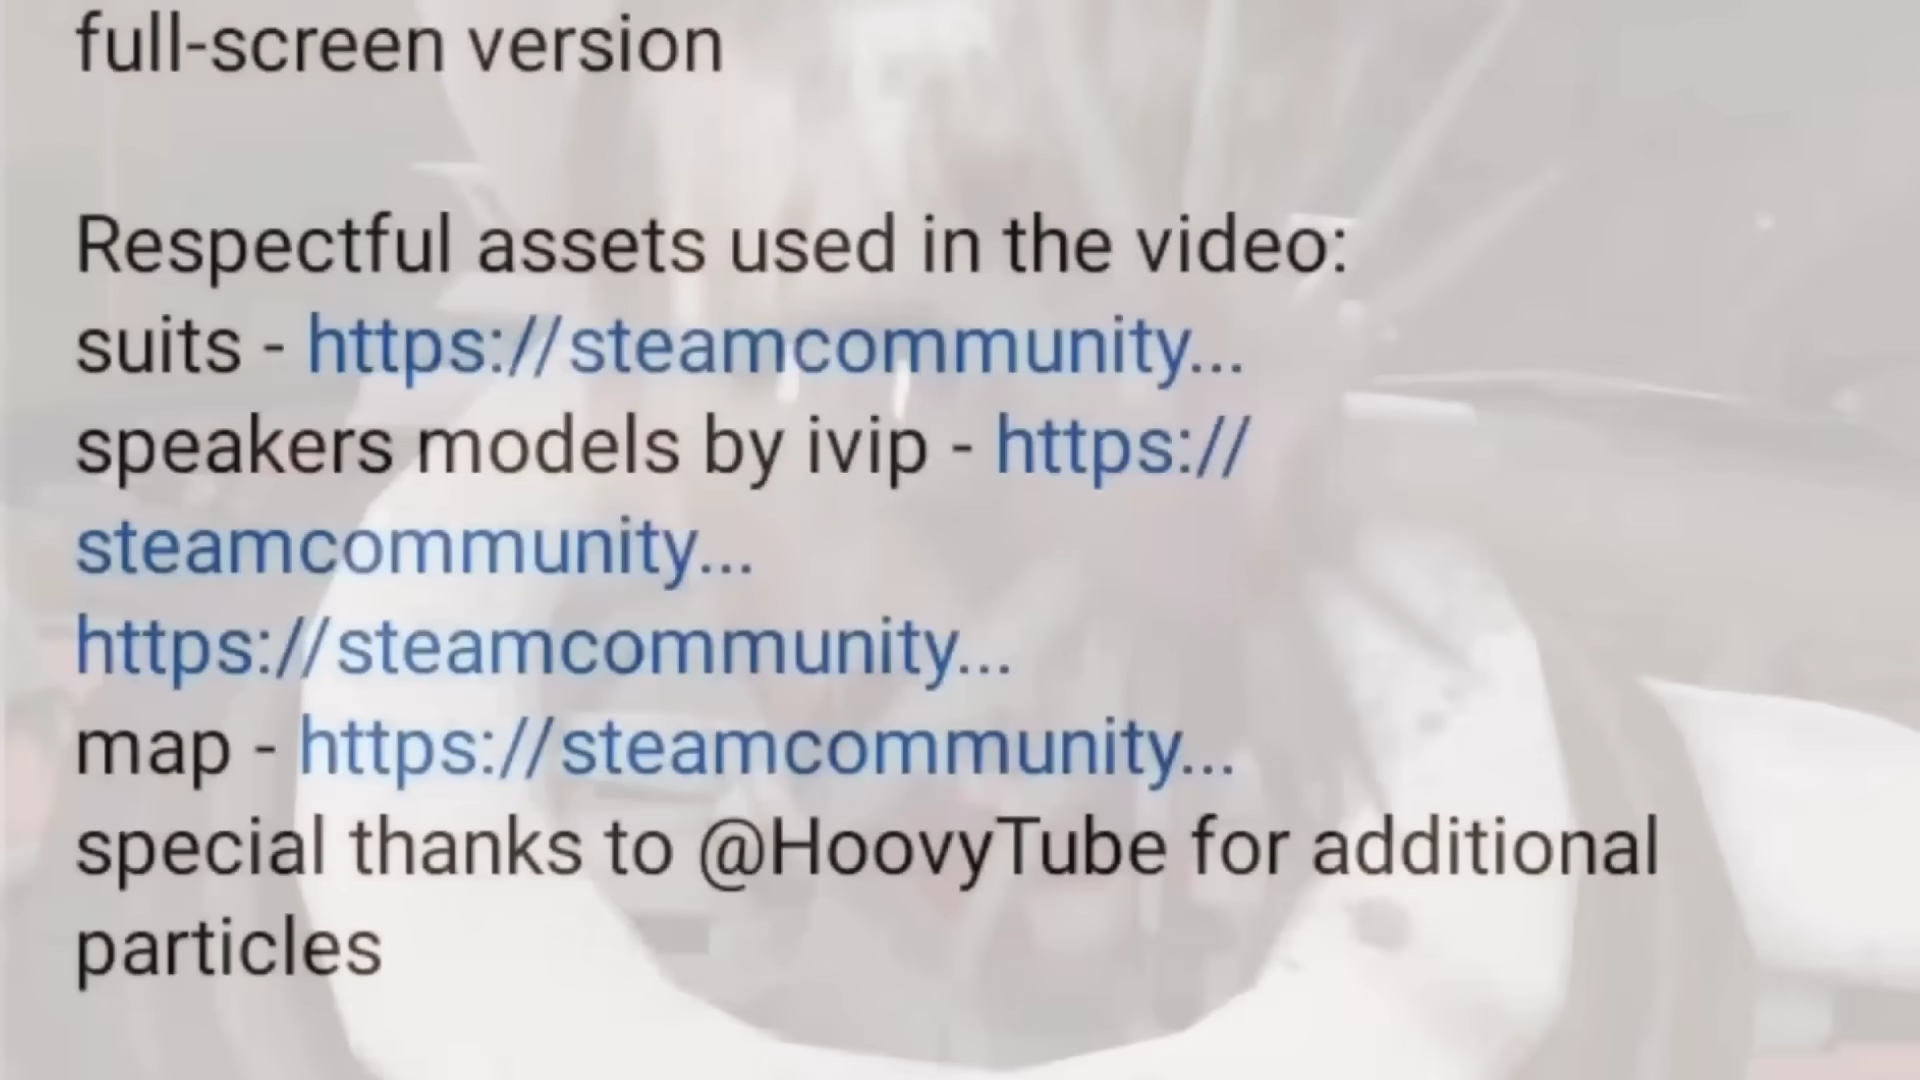 full-screen version
Respectful assets used in the video:
suits - https://steamcommunity...
speakers models by ivip - https://
steamcommunity...
https://steamcommunity...
map - https://steamcommunity...
special thanks to @HoovyTube for additional
particles